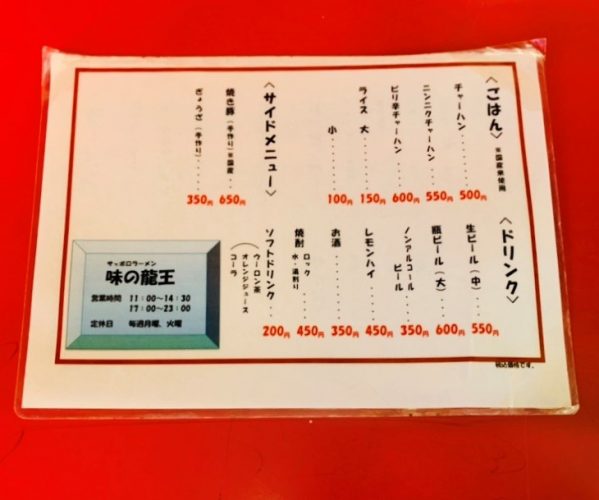 〈ごはん〉※国産米使用
チャーハン......500円
ニンニクチャーハン..550円
ピリ辛チャーハン...600円
ライス 大......150円
小......100円
〈サイドメニュー〉
焼き豚(手作り)※国産...650円
ぎょうざ(手作り)....350円
〈ドリンク〉
生ビール(中)....550円
瓶ビール(大)...600円
ノンアルコールビール...350円
レモンハイ......450円
お酒........350円
焼酎 ロック
水・湯割り....450円
ソフトドリンク..200円
(ウーロン茶
オレンジジュース
コーラ)
サッポロラーメン
味の龍王
営業時間 11:00~14:30
17:00~23:00
定休日 毎週月曜、火曜
税込価格です。